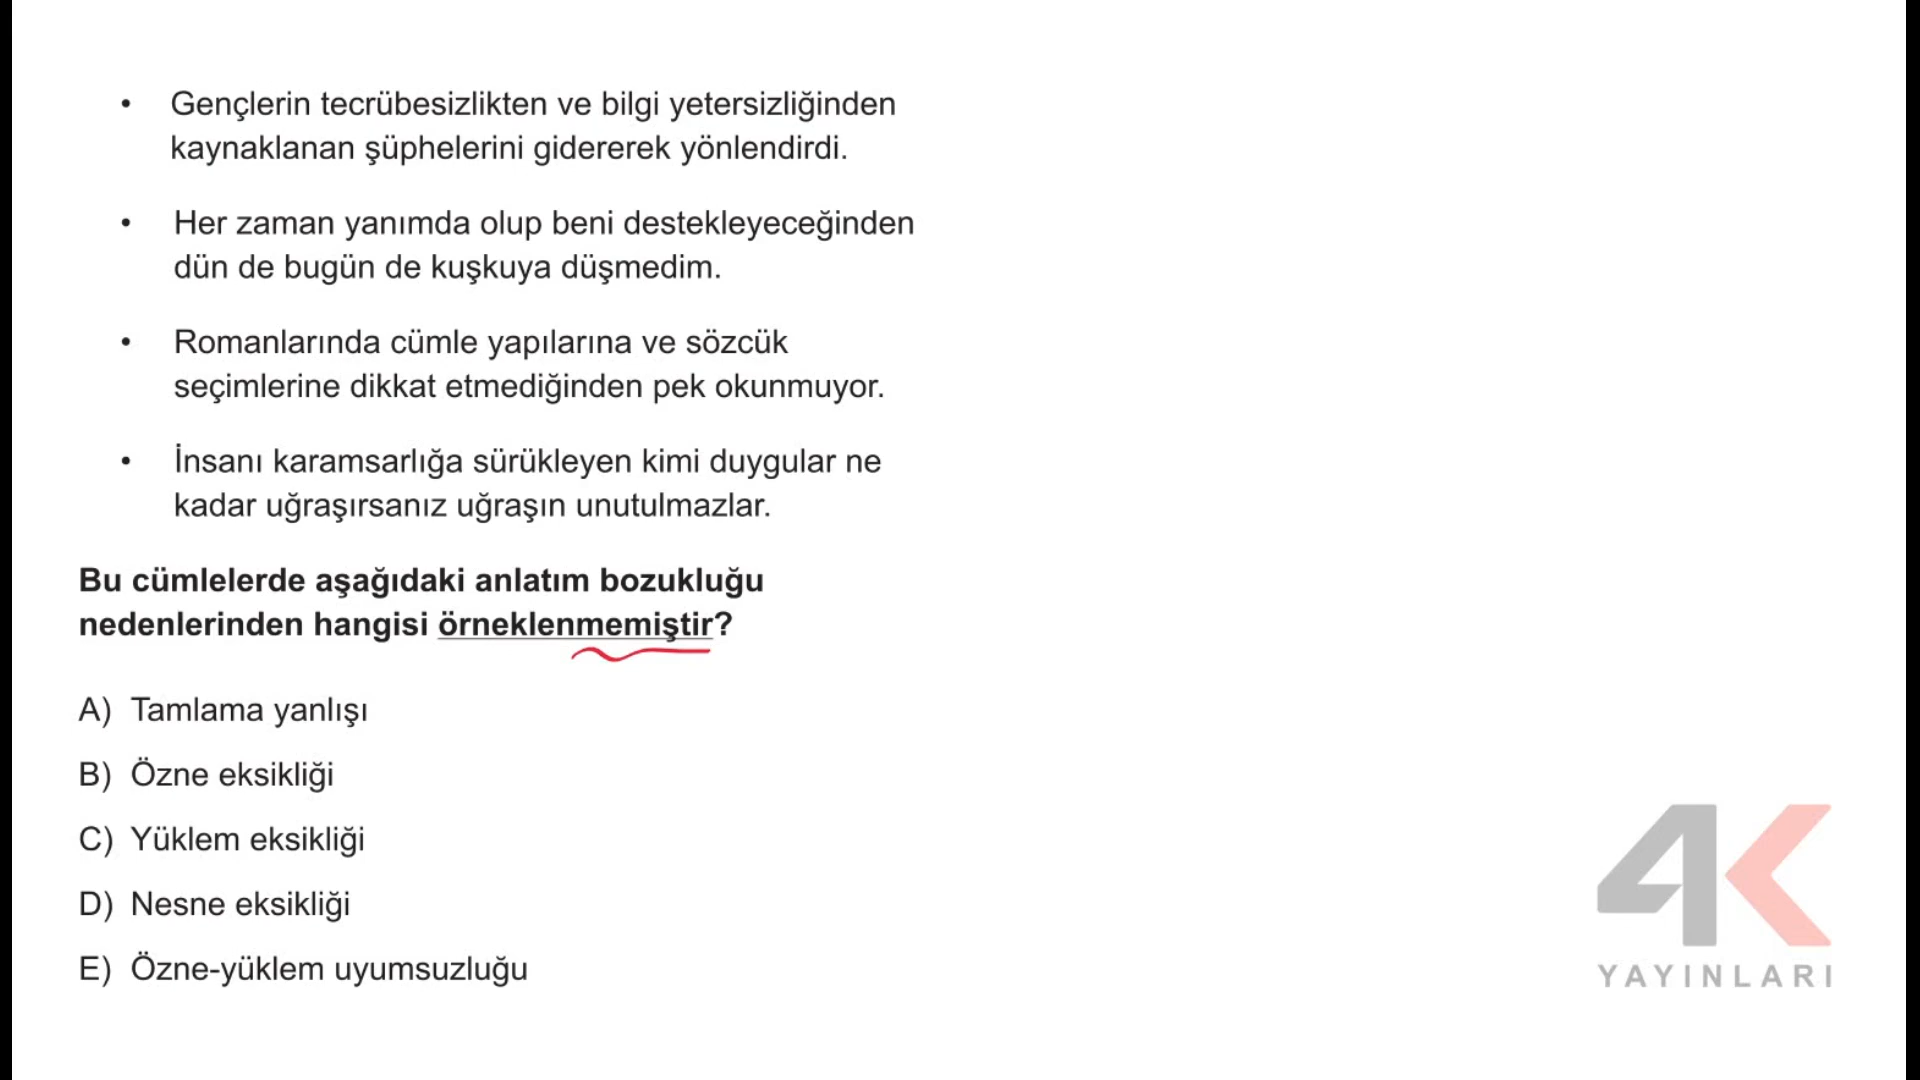 • Gençlerin tecrübesizlikten ve bilgi yetersizliğinden
kaynaklanan şüphelerini gidererek yönlendirdi.
• Her zaman yanımda olup beni destekleyeceğinden
dün de bugün de kuşkuya düşmedim.
• Romanlarında cümle yapılarına ve sözcük
seçimlerine dikkat etmediğinden pek okunmuyor.
• İnsanı karamsarlığa sürükleyen kimi duygular ne
kadar uğraşırsanız uğraşın unutulmazlar.
Bu cümlelerde aşağıdaki anlatım bozukluğu
nedenlerinden hangisi örneklenmemiştir?
A) Tamlama yanlışı
B) Özne eksikliği
C) Yüklem eksikliği
D) Nesne eksikliği
E) Özne-yüklem uyumsuzluğu
4K
YAYINLARI